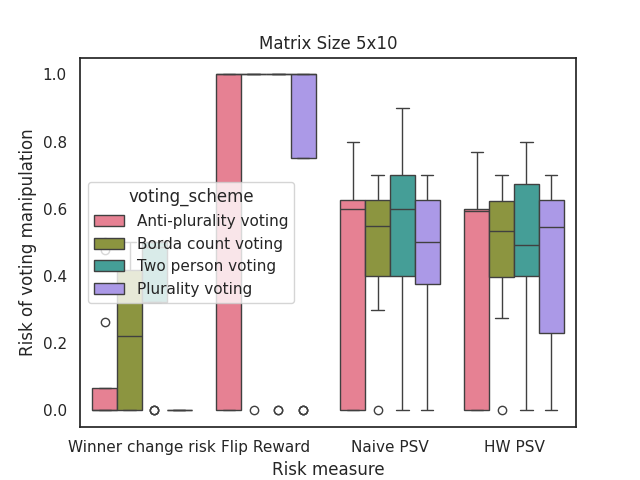 Matrix Size 5x10
Risk of voting manipulation
1.0
0.8
0.6
0.4
0.2
0.0
voting_scheme
Anti-plurality voting
Borda count voting
Two person voting
Plurality voting
Winner change risk Flip Reward Naive PSV HW PSV
Risk measure